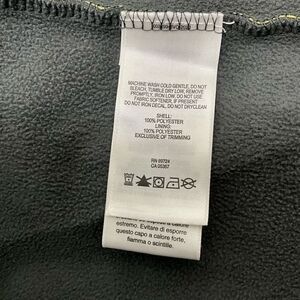 MACHINE WASH COLD GENTLE, DO NOT
BLEACH, TUMBLE DRY LOW, REMOVE
PROMPTLY, IRON LOW. DO NOT USE
FABRIC SOFTENER, IF PRESENT
DO NOT IRON DECAL, DO NOT DRYCLEAN
SHELL:
100% POLYESTER
LINING:
100% POLYESTER
EXCLUSIVE OF TRIMMING
RN 89724
CA 05367
estremo. Evitare di esporre
questo capo a calore forte,
fiamma o scintille.